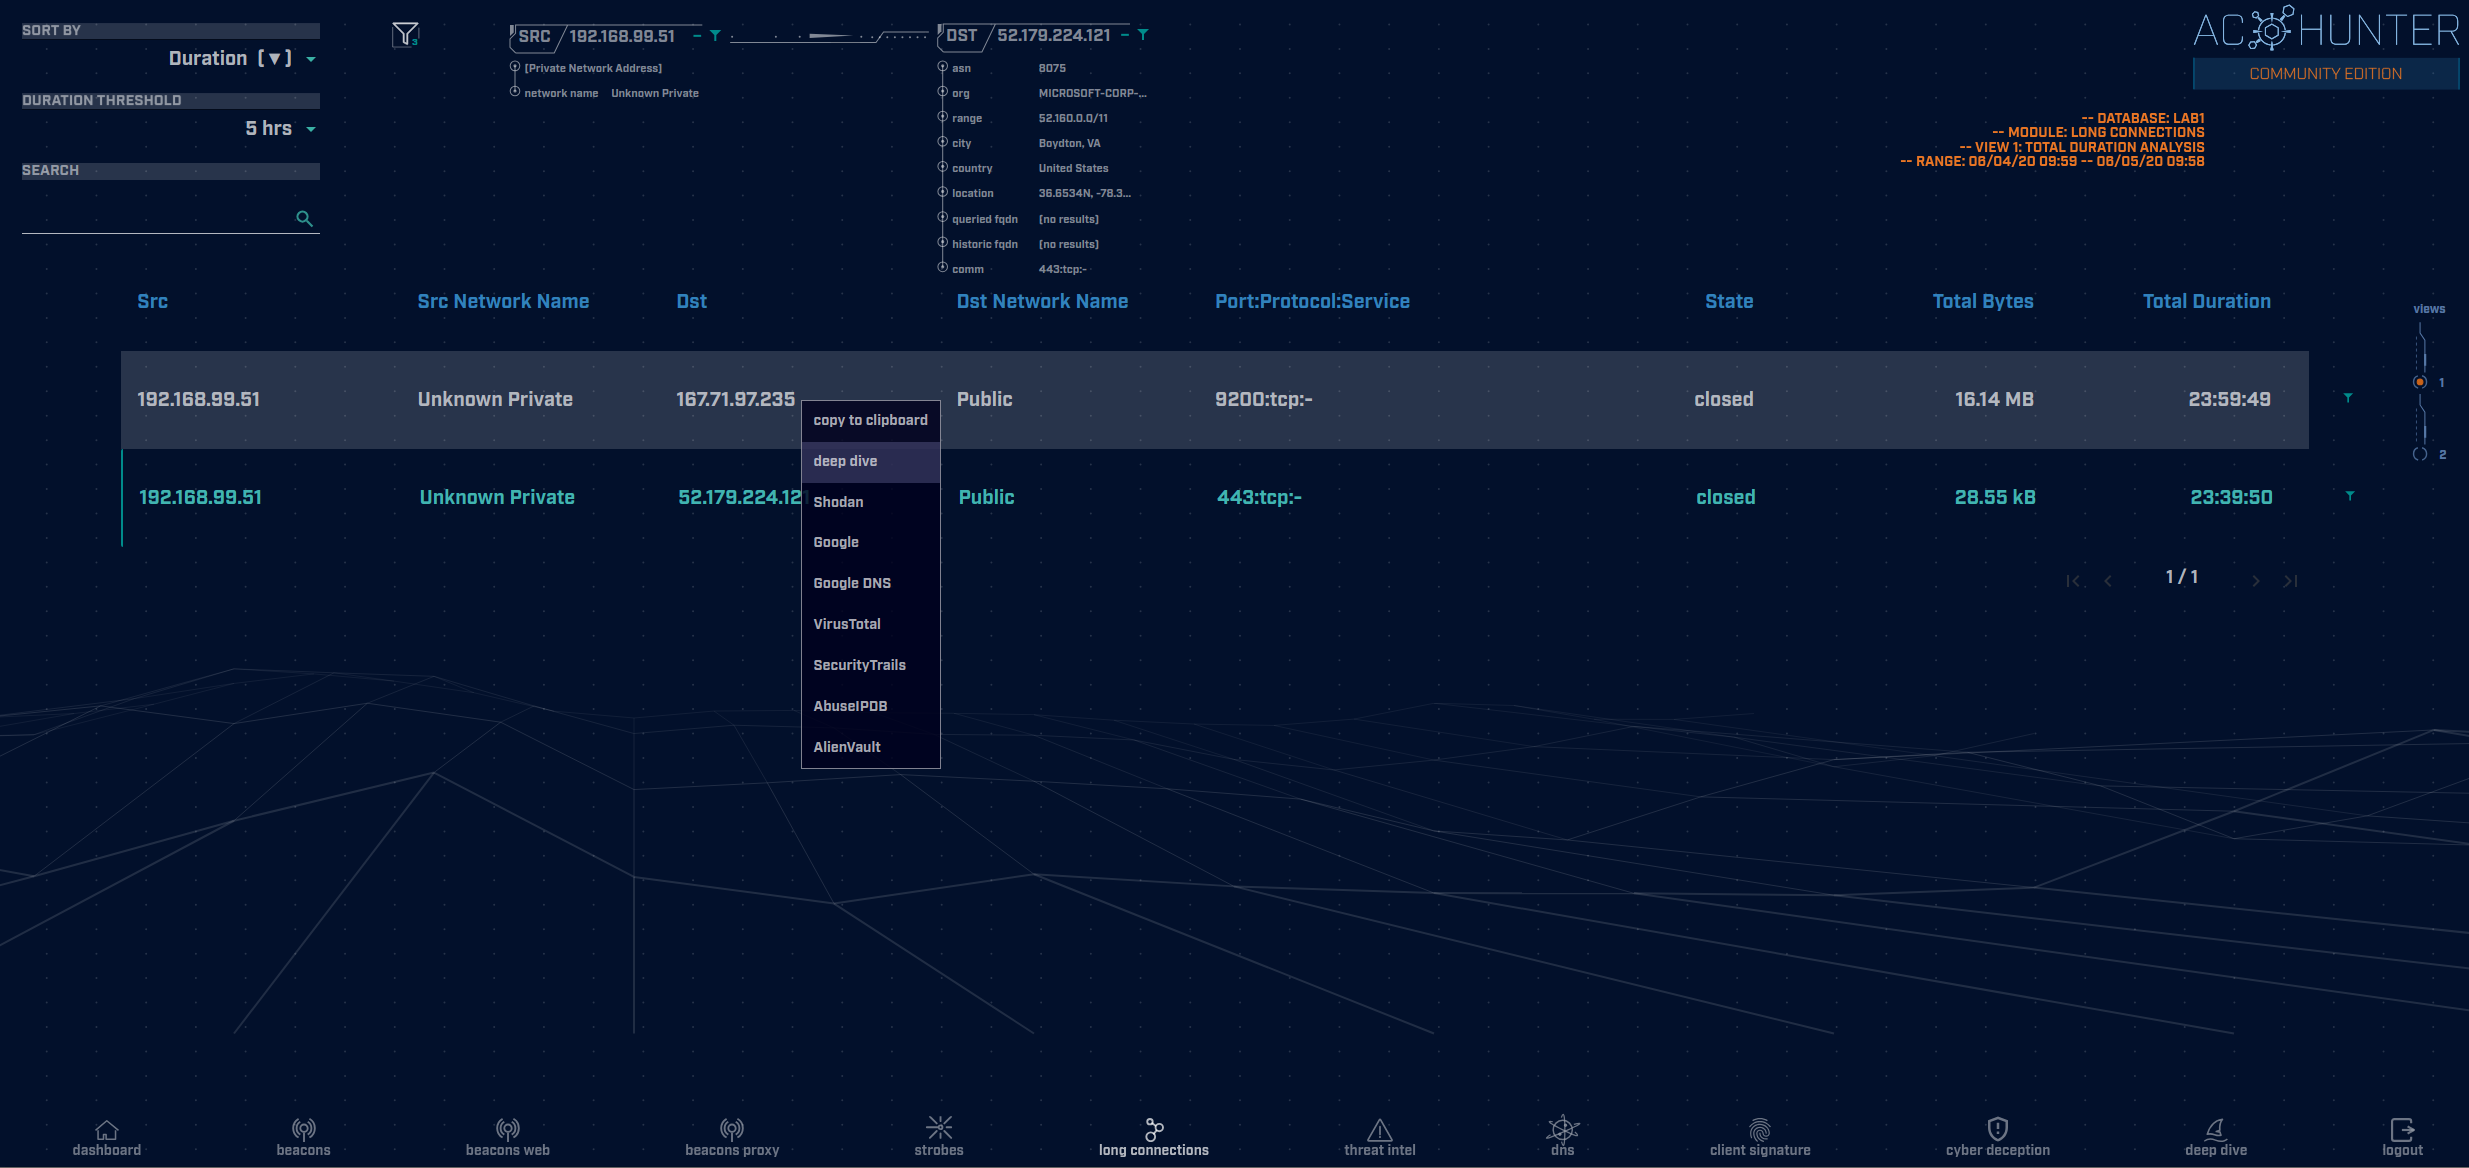 SORT BY
Duration [▼]
DURATION THRESHOLD
5 hrs
SEARCH
3
SRC 192.168.99.51
[Private Network Address]
network name Unknown Private
DST 52.179.224.121
asn 8075
org MICROSOFT-CORP-...
range 52.160.0.0/11
city Boydton, VA
country United States
location 36.6534N, -78.3...
queried fqdn [no results]
historic fqdn [no results]
comm 443:tcp:-
AC HUNTER
COMMUNITY EDITION
-- DATABASE: LAB1
-- MODULE: LONG CONNECTIONS
-- VIEW 1: TOTAL DURATION ANALYSIS
-- RANGE: 06/04/20 09:59 -- 06/05/20 09:58
Src Src Network Name Dst Dst Network Name Port:Protocol:Service State Total Bytes Total Duration
192.168.99.51 Unknown Private 167.71.97.235 Public 9200:tcp:- closed 16.14 MB 23:59:49
192.168.99.51 Unknown Private 52.179.224.121 Public 443:tcp:- closed 28.55 kB 23:39:50
copy to clipboard
deep dive
Shodan
Google
Google DNS
VirusTotal
SecurityTrails
AbuseIPDB
AlienVault
views
1
2
1 / 1
dashboard beacons beacons web beacons proxy strobes long connections threat intel dns client signature cyber deception deep dive logout